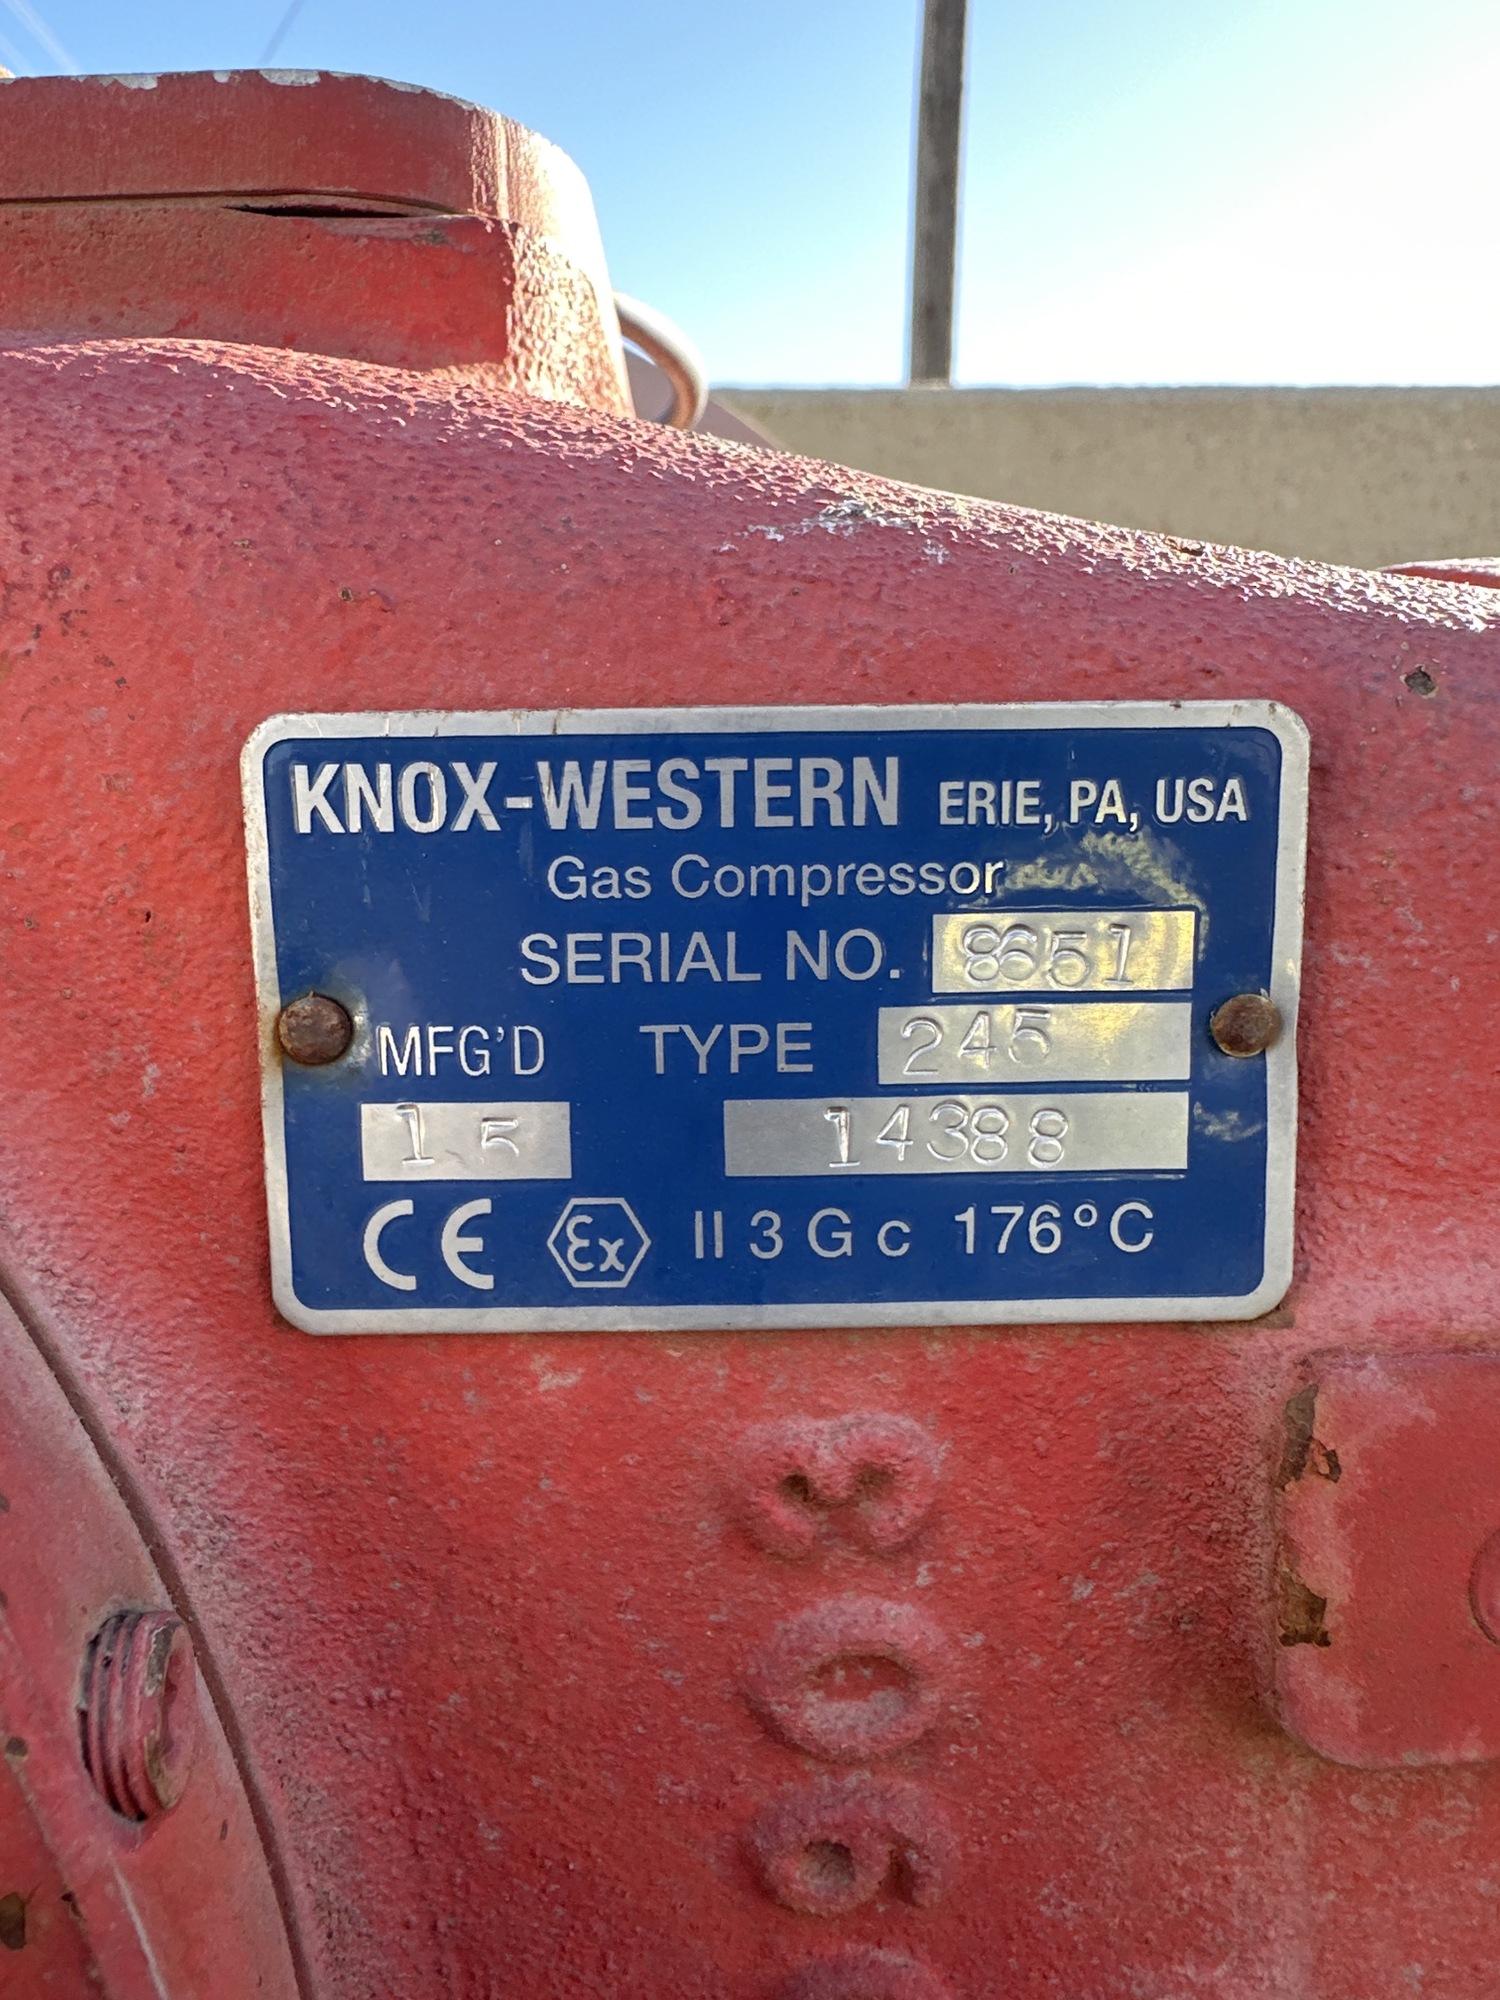 KNOX-WESTERN ERIE, PA, USA
Gas Compressor
SERIAL NO. 8651
MFG'D TYPE 245
15 14388
CE Ex II 3 G c 176°C